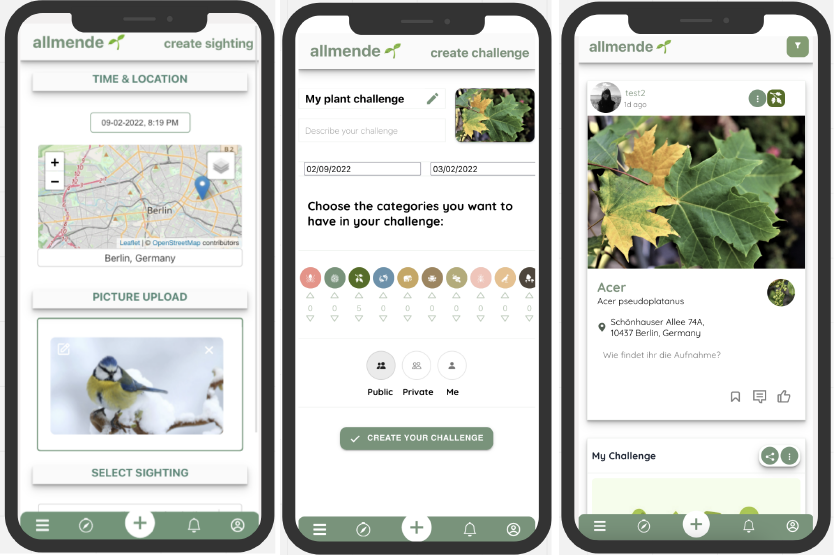 allmende
create sighting
TIME & LOCATION
09-02-2022, 8:19 PM
+
−
B 2
Berlin
Leaflet | © OpenStreetMap contributors
Berlin, Germany
PICTURE UPLOAD
SELECT SIGHTING
allmende
create challenge
My plant challenge
Describe your challenge
02/09/2022
03/02/2022
Choose the categories you want to
have in your challenge:
0 0 5 0 0 0 0 0 0 0
Public Private Me
CREATE YOUR CHALLENGE
allmende
test2
1d ago
Acer
Acer pseudoplatanus
Schönhauser Allee 74A,
10437 Berlin, Germany
Wie findet ihr die Aufnahme?
My Challenge